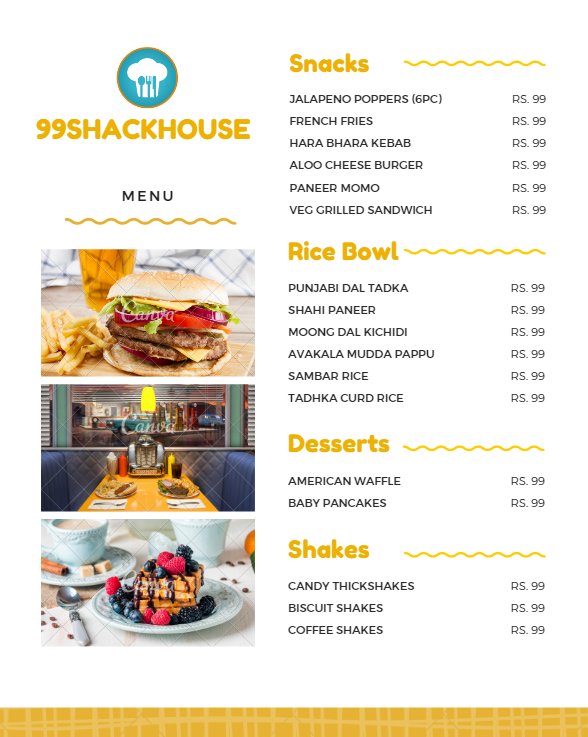 99SHACKHOUSE
MENU
Canva
Canva
Canva
Snacks
JALAPENO POPPERS (6PC) RS. 99
FRENCH FRIES RS. 99
HARA BHARA KEBAB RS. 99
ALOO CHEESE BURGER RS. 99
PANEER MOMO RS. 99
VEG GRILLED SANDWICH RS. 99
Rice Bowl
PUNJABI DAL TADKA RS. 99
SHAHI PANEER RS. 99
MOONG DAL KICHIDI RS. 99
AVAKALA MUDDA PAPPU RS. 99
SAMBAR RICE RS. 99
TADHKA CURD RICE RS. 99
Desserts
AMERICAN WAFFLE RS. 99
BABY PANCAKES RS. 99
Shakes
CANDY THICKSHAKES RS. 99
BISCUIT SHAKES RS. 99
COFFEE SHAKES RS. 99